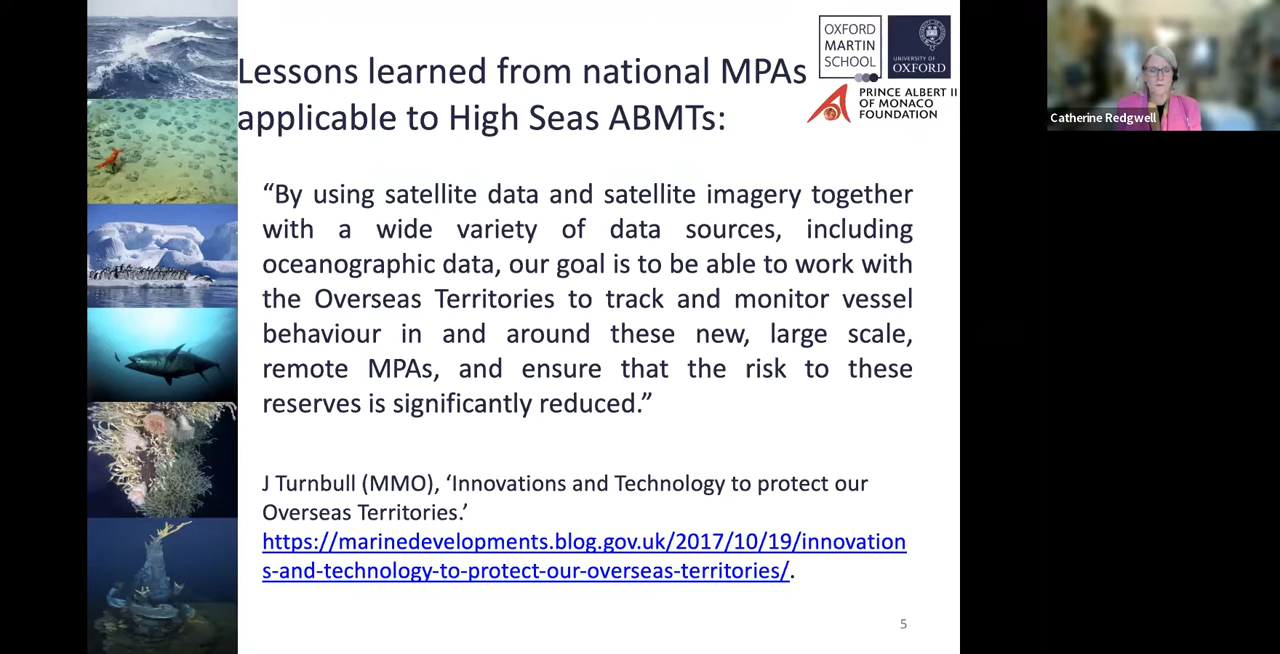 Lessons learned from national MPAs
applicable to High Seas ABMTs:
OXFORD
MARTIN
SCHOOL
UNIVERSITY OF
OXFORD
PRINCE ALBERT II
OF MONACO
FOUNDATION
Catherine Redgwell
“By using satellite data and satellite imagery together
with a wide variety of data sources, including
oceanographic data, our goal is to be able to work with
the Overseas Territories to track and monitor vessel
behaviour in and around these new, large scale,
remote MPAs, and ensure that the risk to these
reserves is significantly reduced.”
J Turnbull (MMO), ‘Innovations and Technology to protect our
Overseas Territories.’
https://marinedevelopments.blog.gov.uk/2017/10/19/innovation
s-and-technology-to-protect-our-overseas-territories/.
5